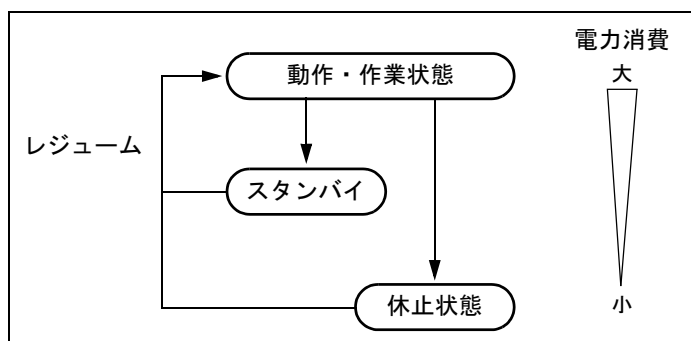 電力消費
大
動作・作業状態
レジューム
スタンバイ
休止状態
小